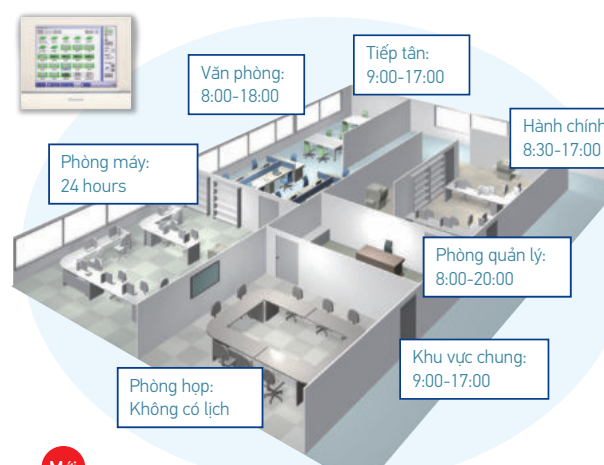 Tiếp tân:
9:00-17:00
Văn phòng:
8:00-18:00
Hành chính
8:30-17:00
Phòng máy:
24 hours
Phòng quản lý:
8:00-20:00
Khu vực chung:
9:00-17:00
Phòng họp:
Không có lịch
Mới